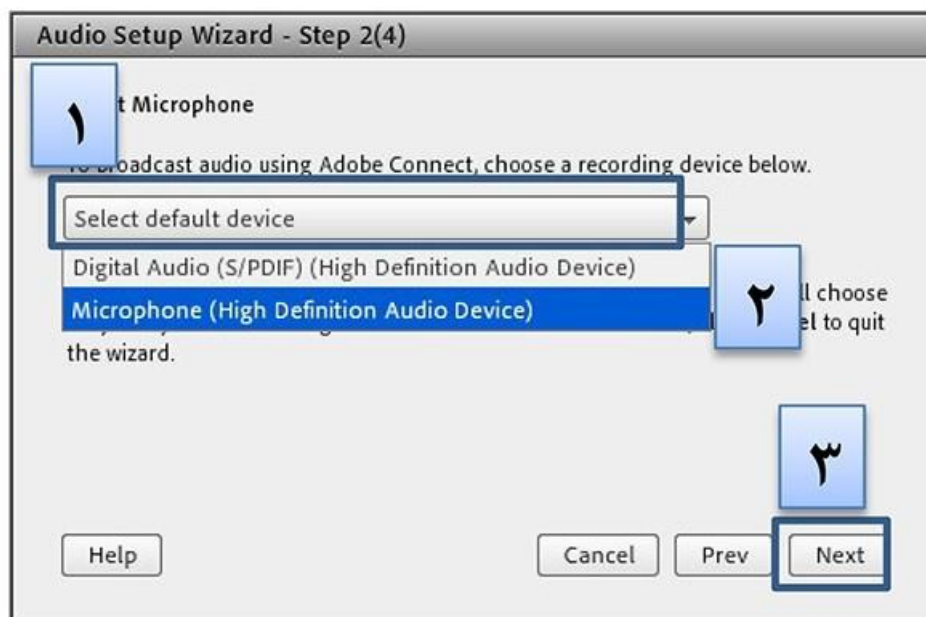 Audio Setup Wizard - Step 2(4)
١
t Microphone
To broadcast audio using Adobe Connect, choose a recording device below.
Select default device
Digital Audio (S/PDIF) (High Definition Audio Device)
Microphone (High Definition Audio Device)
٢
ll choose
el to quit
the wizard.
٣
Help
Cancel Prev Next